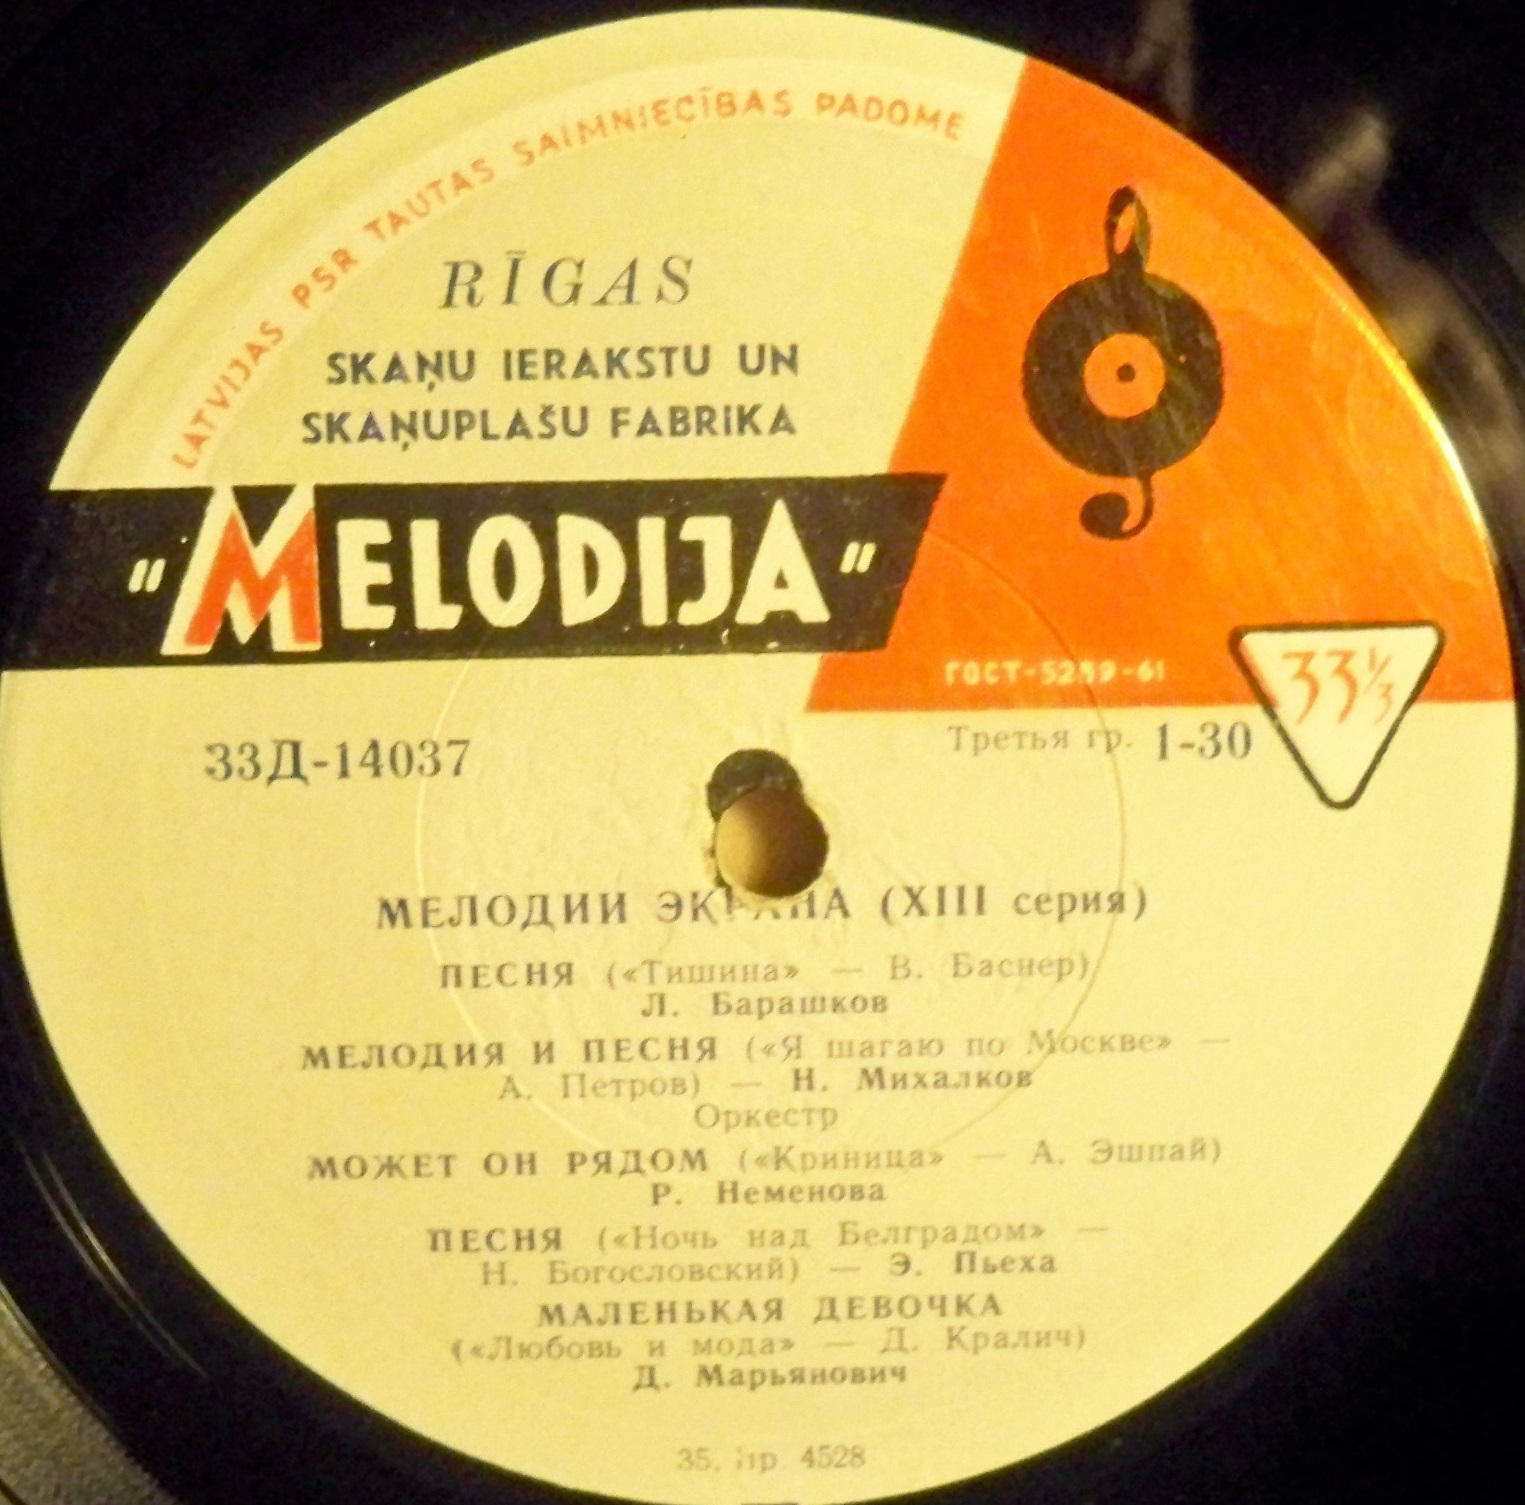 LATVIJAS PSR TAUTAS SAIMNIECĪBAS PADOME
RĪGAS
SKAŅU IERAKSTU UN
SKAŅUPLAŠU FABRIKA
"MELODIJA"
ГОСТ-5289-61
33⅓
33Д-14037
Третья гр. 1-30
МЕЛОДИИ ЭКРАНА (XIII серия)
ПЕСНЯ («Тишина» — В. Баснер)
Л. Барашков
МЕЛОДИЯ И ПЕСНЯ («Я шагаю по Москве» —
А. Петров) — Н. Михалков
Оркестр
МОЖЕТ ОН РЯДОМ («Криница» — А. Эшпай)
Р. Неменова
ПЕСНЯ («Ночь над Белградом» —
Н. Богословский) — Э. Пьеха
МАЛЕНЬКАЯ ДЕВОЧКА
(«Любовь и мода» — Д. Кралич)
Д. Марьянович
35. пр. 4528